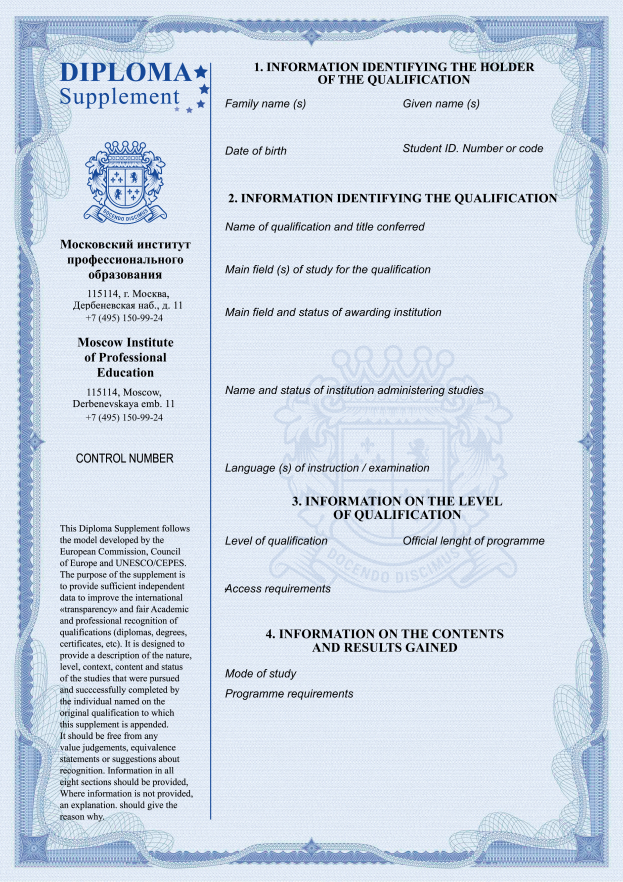 DIPLOMA
Supplement
DOCENDO DISCIMUS
Московский институт
профессионального
образования
115114, г. Москва,
Дербеневская наб., д. 11
+7 (495) 150-99-24
Moscow Institute
of Professional
Education
115114, Moscow,
Derbenevskaya emb. 11
+7 (495) 150-99-24
CONTROL NUMBER
This Diploma Supplement follows
the model developed by the
European Commission, Council
of Europe and UNESCO/CEPES.
The purpose of the supplement is
to provide sufficient independent
data to improve the international
«transparency» and fair Academic
and professional recognition of
qualifications (diplomas, degrees,
certificates, etc). It is designed to
provide a description of the nature,
level, context, content and status
of the studies that were pursued
and succcessfully completed by
the individual named on the
original qualification to which
this supplement is appended.
It should be free from any
value judgements, equivalence
statements or suggestions about
recognition. Information in all
eight sections should be provided,
Where information is not provided,
an explanation. should give the
reason why.
1. INFORMATION IDENTIFYING THE HOLDER
OF THE QUALIFICATION
Family name (s) Given name (s)
Date of birth Student ID. Number or code
2. INFORMATION IDENTIFYING THE QUALIFICATION
Name of qualification and title conferred
Main field (s) of study for the qualification
Main field and status of awarding institution
Name and status of institution administering studies
Language (s) of instruction / examination
3. INFORMATION ON THE LEVEL
OF QUALIFICATION
Level of qualification Official lenght of programme
DOCENDO DISCIMUS
Access requirements
4. INFORMATION ON THE CONTENTS
AND RESULTS GAINED
Mode of study
Programme requirements